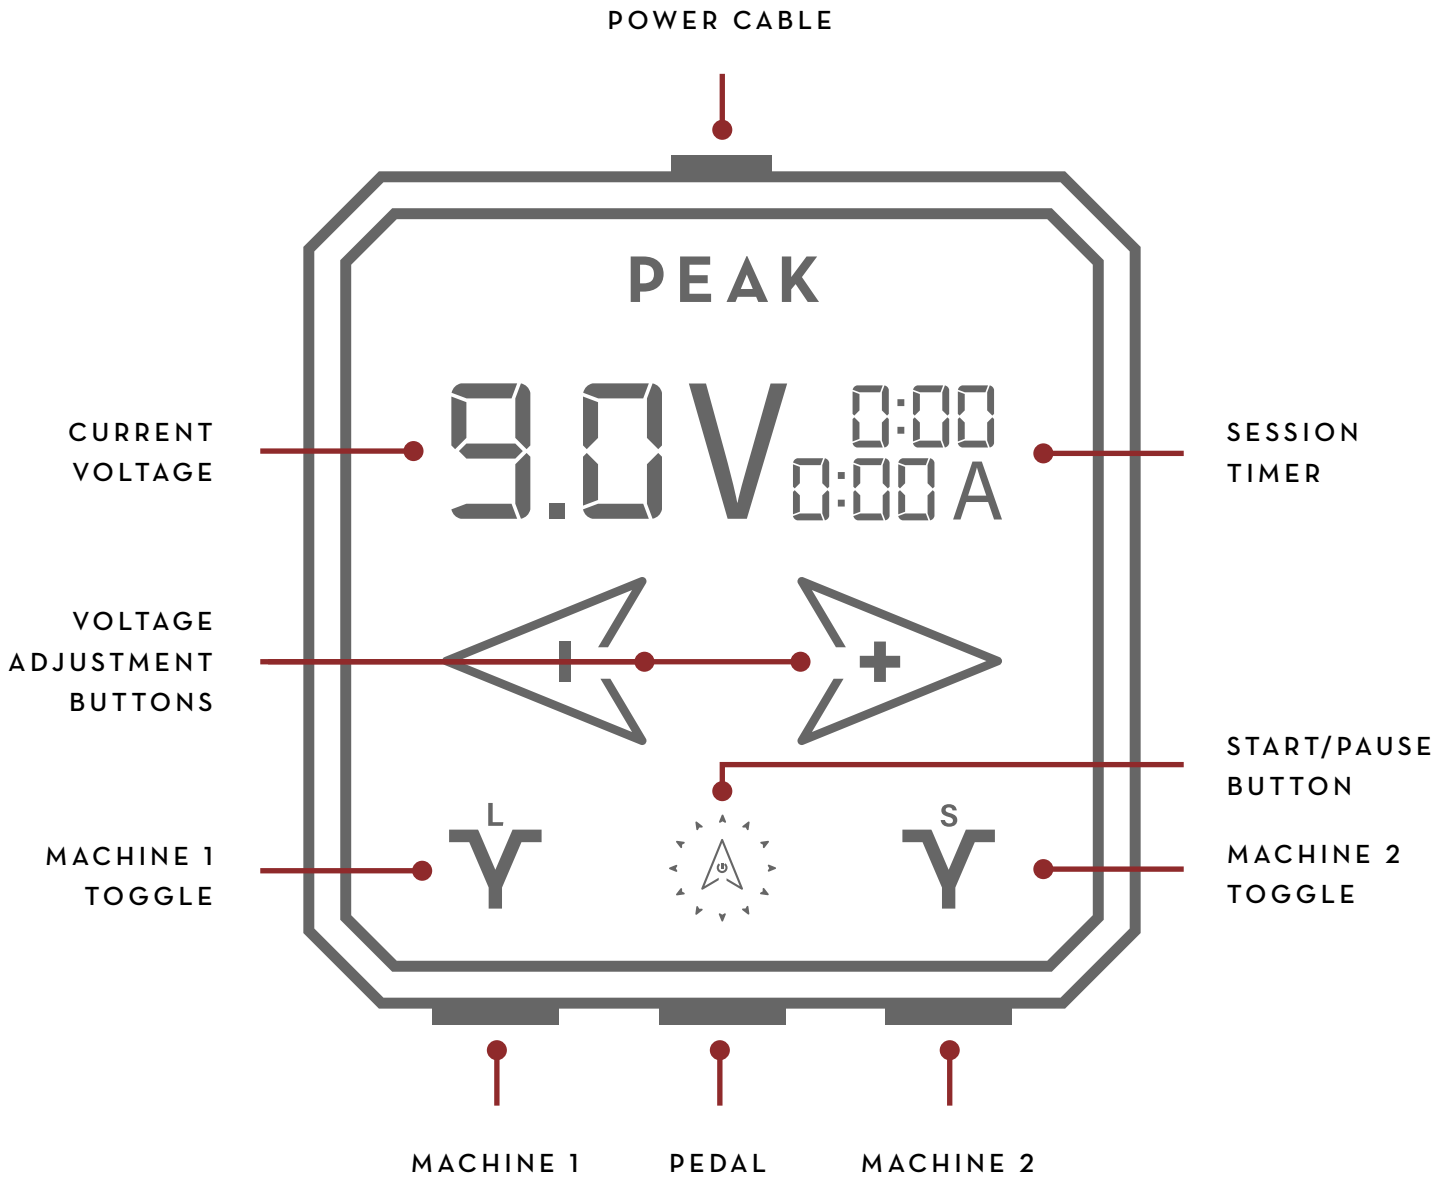 POWER CABLE
PEAK
CURRENT
VOLTAGE
9.0V
0:00
0:00 A
SESSION
TIMER
VOLTAGE
ADJUSTMENT
BUTTONS
+
START/PAUSE
BUTTON
MACHINE 1
TOGGLE
L
S
MACHINE 2
TOGGLE
MACHINE 1
PEDAL
MACHINE 2